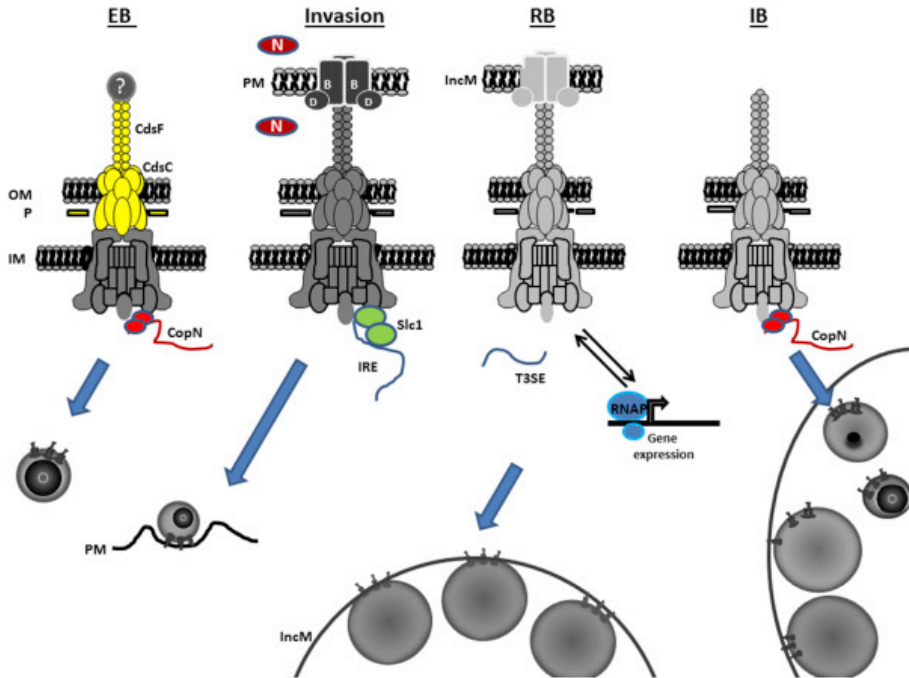 EB
Invasion
RB
IB
N
PM
B B
D D
IncM
?
N
CdsF
CdsC
OM
P
IM
CopN
Slc1
IRE
T3SE
CopN
RNAP
Gene
expression
PM
IncM